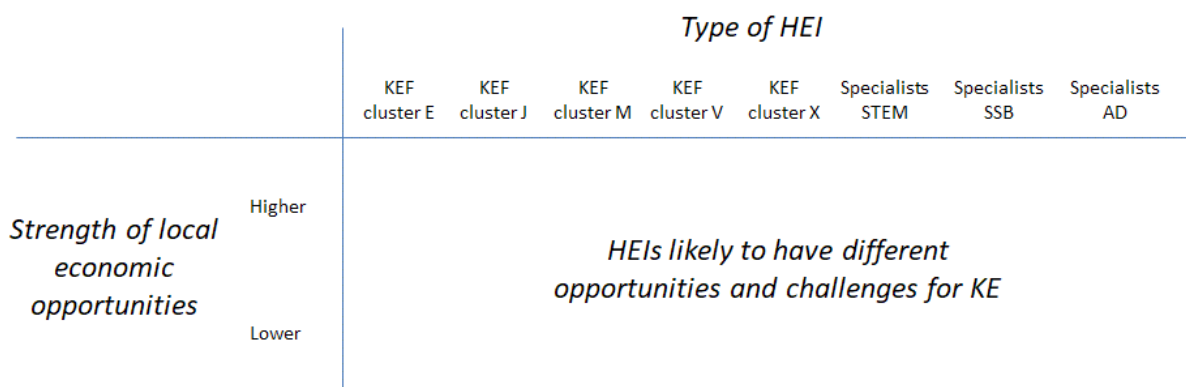 Type of HEI
KEF KEF KEF KEF KEF Specialists Specialists Specialists
cluster E cluster J cluster M cluster V cluster X STEM SSB AD
Higher
Strength of local
economic
opportunities
HEIs likely to have different
opportunities and challenges for KE
Lower